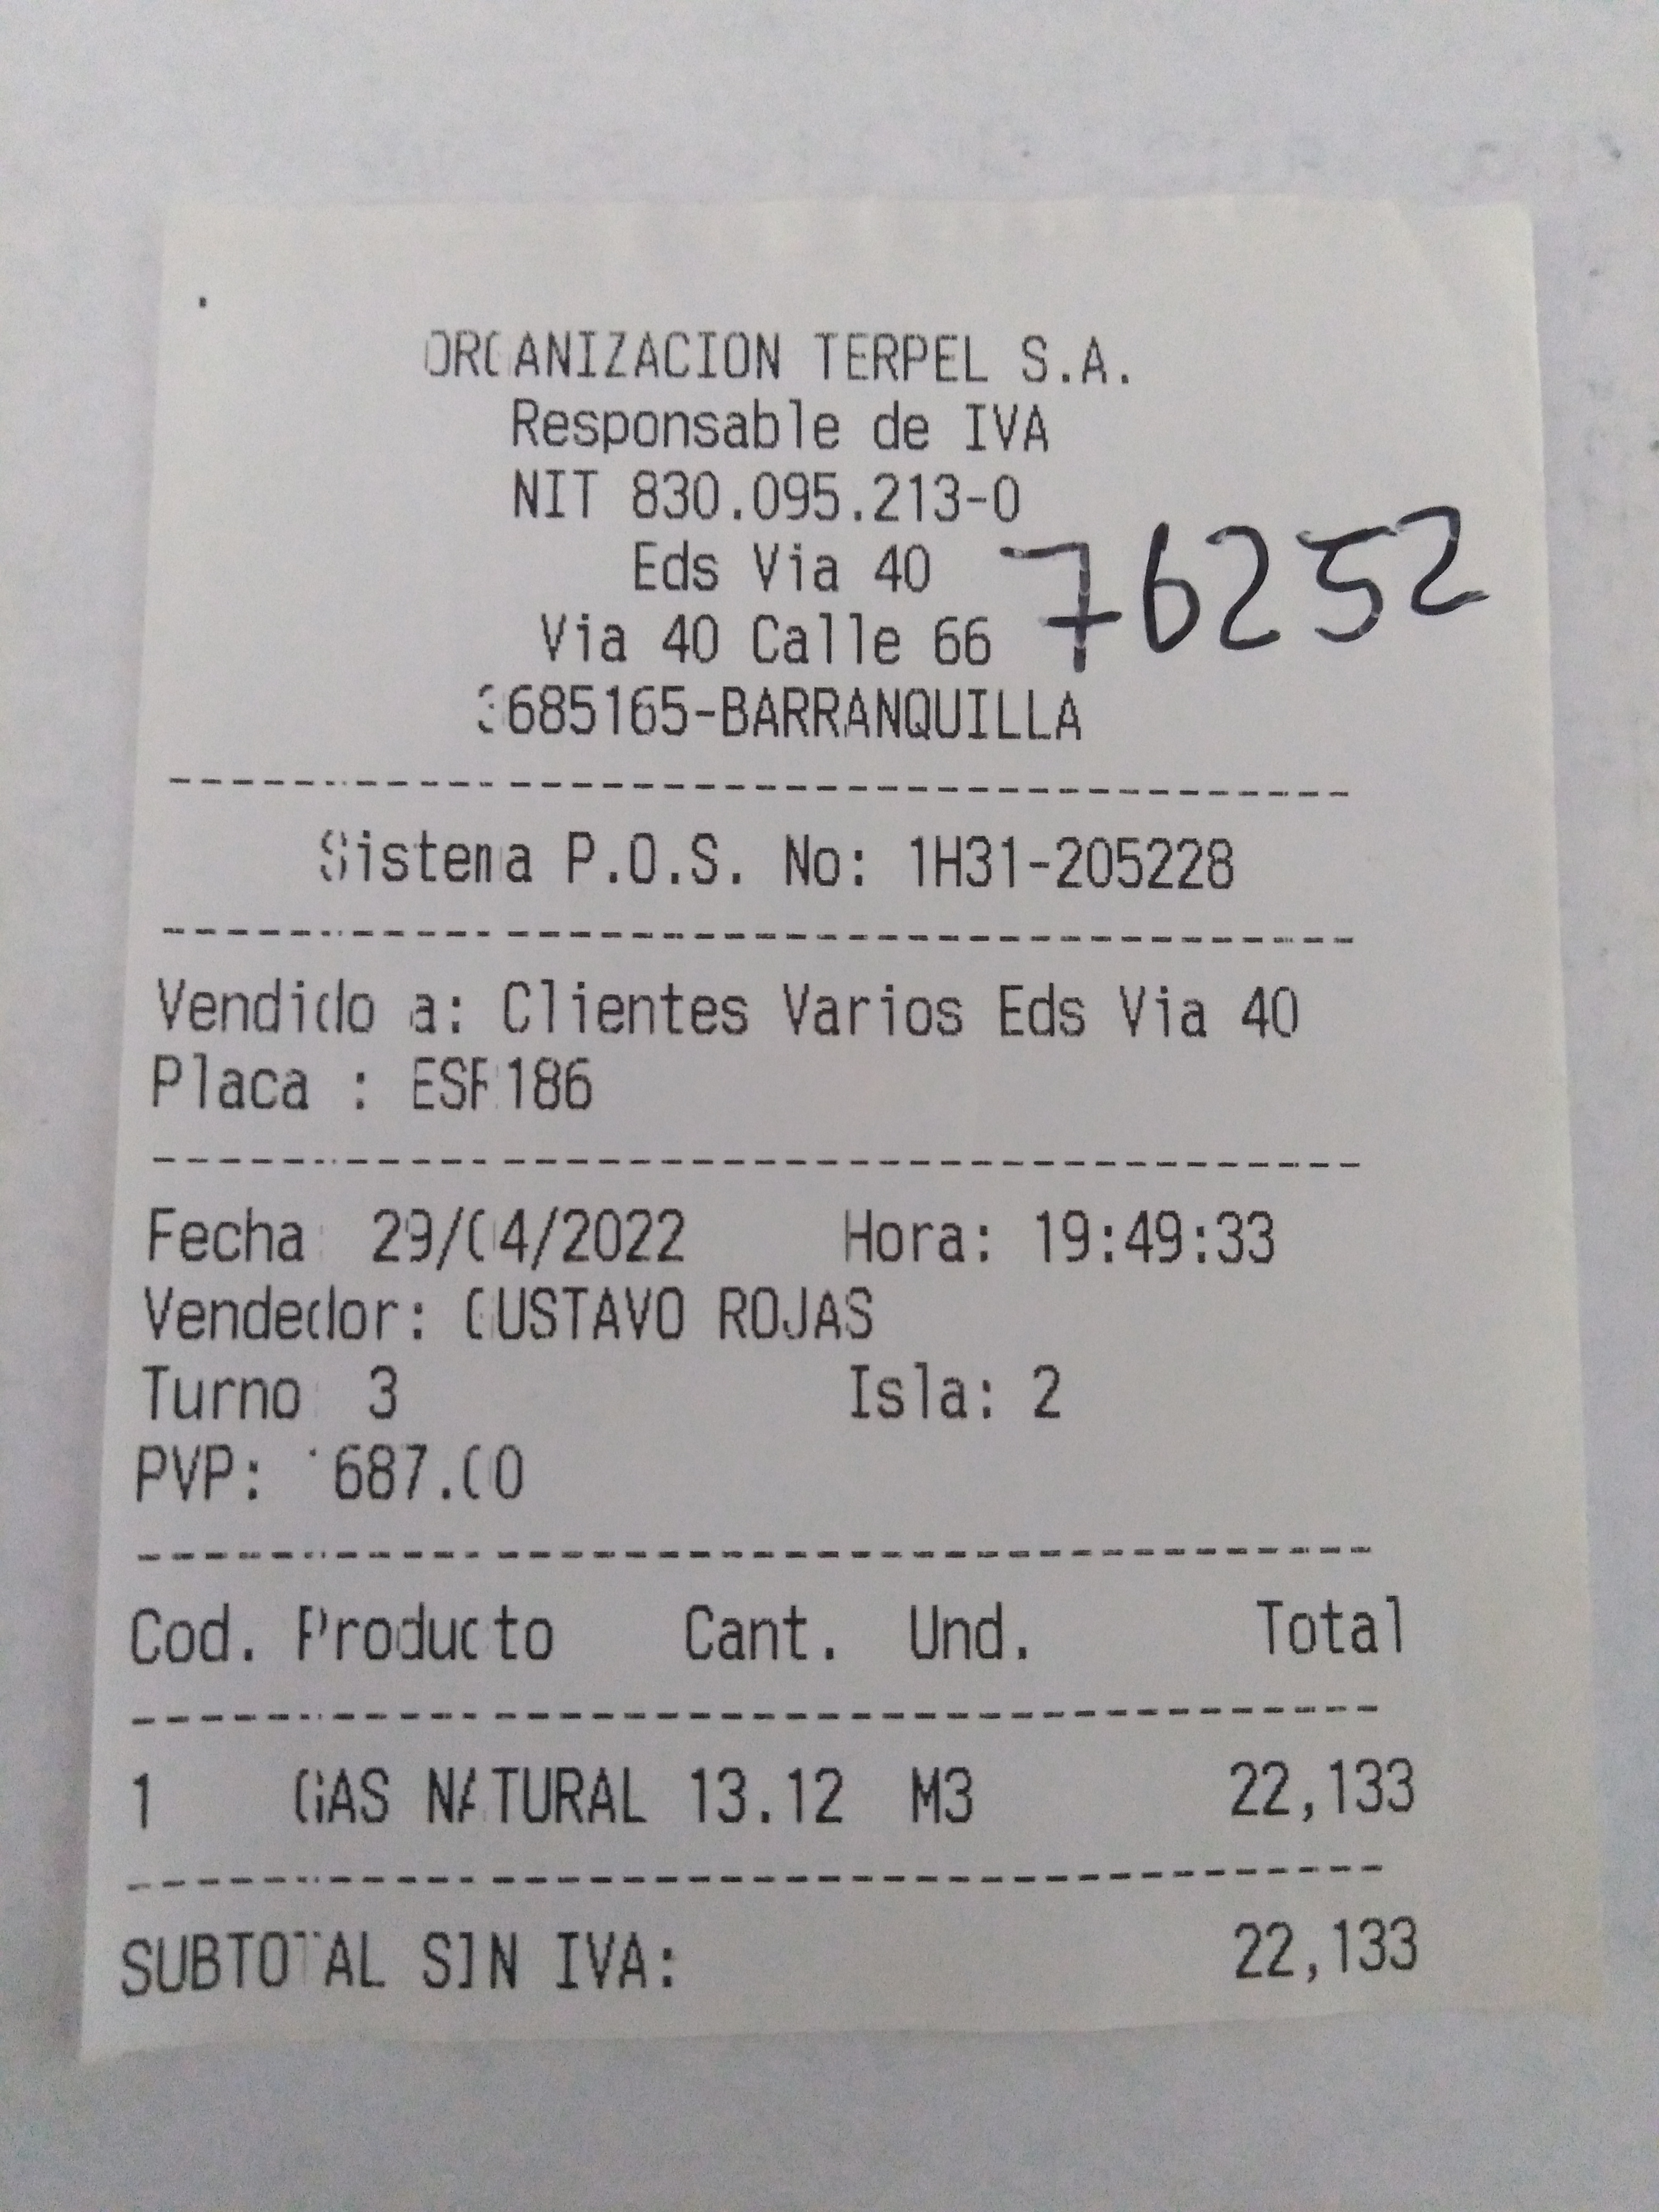 ORGANIZACION TERPEL S.A.
Responsable de IVA
NIT 830.095.213-0
Eds Via 40
76252
Via 40 Calle 66
3685165-BARRANQUILLA
Sistema P.O.S. No: 1H31-205228
Vendido a: Clientes Varios Eds Via 40
Placa :
Fecha: 29/04/2022 Hora: 19:49:33
Vendedor: GUSTAVO ROJAS
Turno: 3 Isla: 2
PVP: 1687.00
Cod. Producto Cant. Und. Total
1 GAS NATURAL 13.12 M3 22,133
SUBTOTAL SIN IVA: 22,133